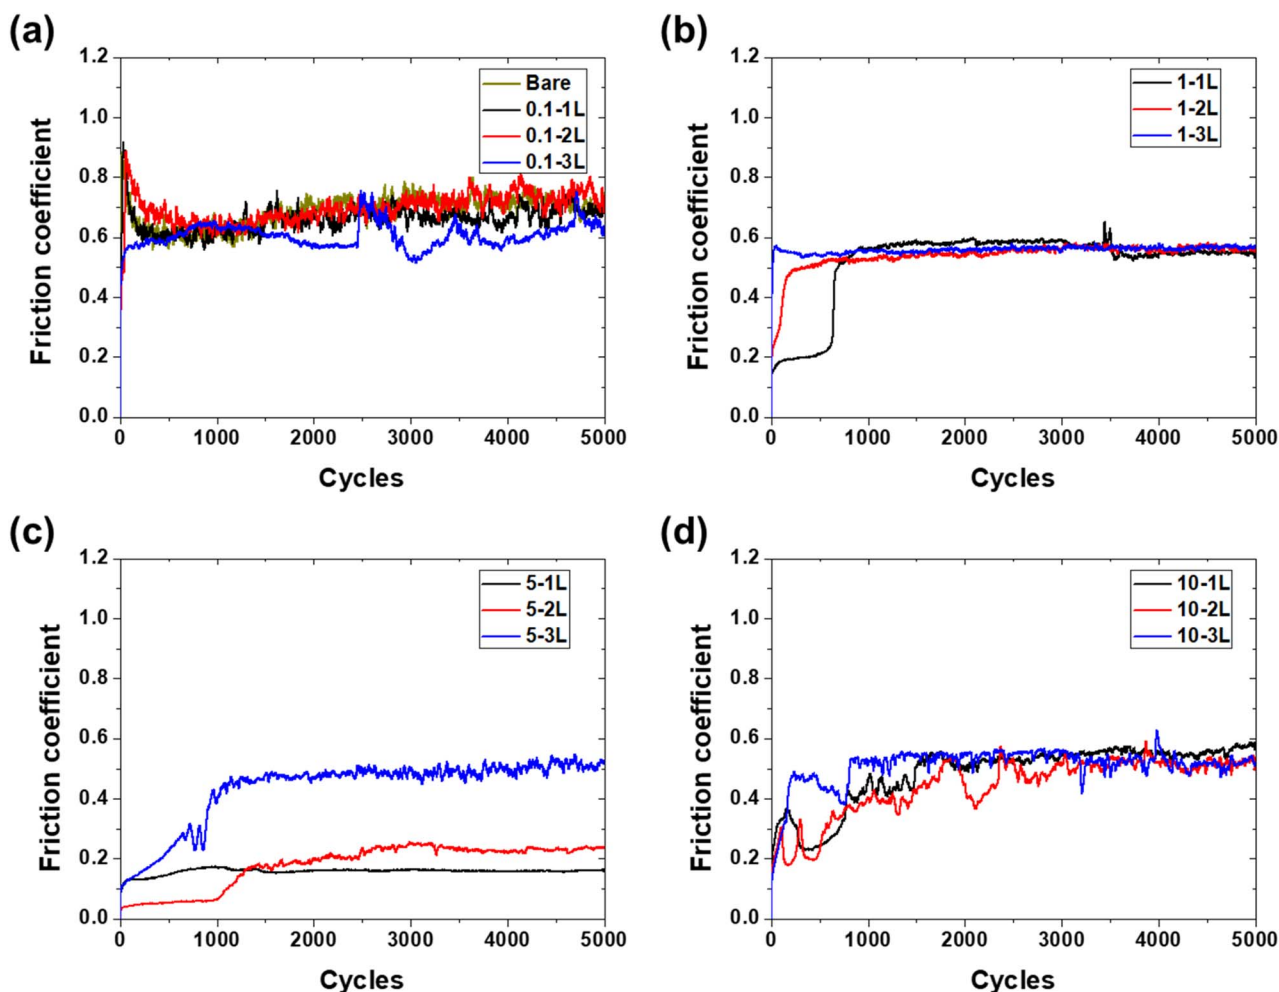 (a)
1.2
1.0
0.8
0.6
0.4
0.2
0.0
Friction coefficient
Bare
0.1-1L
0.1-2L
0.1-3L
0 1000 2000 3000 4000 5000
Cycles
(b)
1.2
1.0
0.8
0.6
0.4
0.2
0.0
Friction coefficient
1-1L
1-2L
1-3L
0 1000 2000 3000 4000 5000
Cycles
(c)
1.2
1.0
0.8
0.6
0.4
0.2
0.0
Friction coefficient
5-1L
5-2L
5-3L
0 1000 2000 3000 4000 5000
Cycles
(d)
1.2
1.0
0.8
0.6
0.4
0.2
0.0
Friction coefficient
10-1L
10-2L
10-3L
0 1000 2000 3000 4000 5000
Cycles